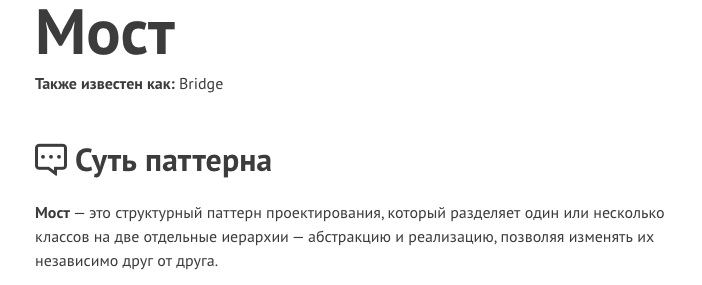 Мост
Также известен как: Bridge
Суть паттерна
Мост — это структурный паттерн проектирования, который разделяет один или несколько
классов на две отдельные иерархии — абстракцию и реализацию, позволяя изменять их
независимо друг от друга.